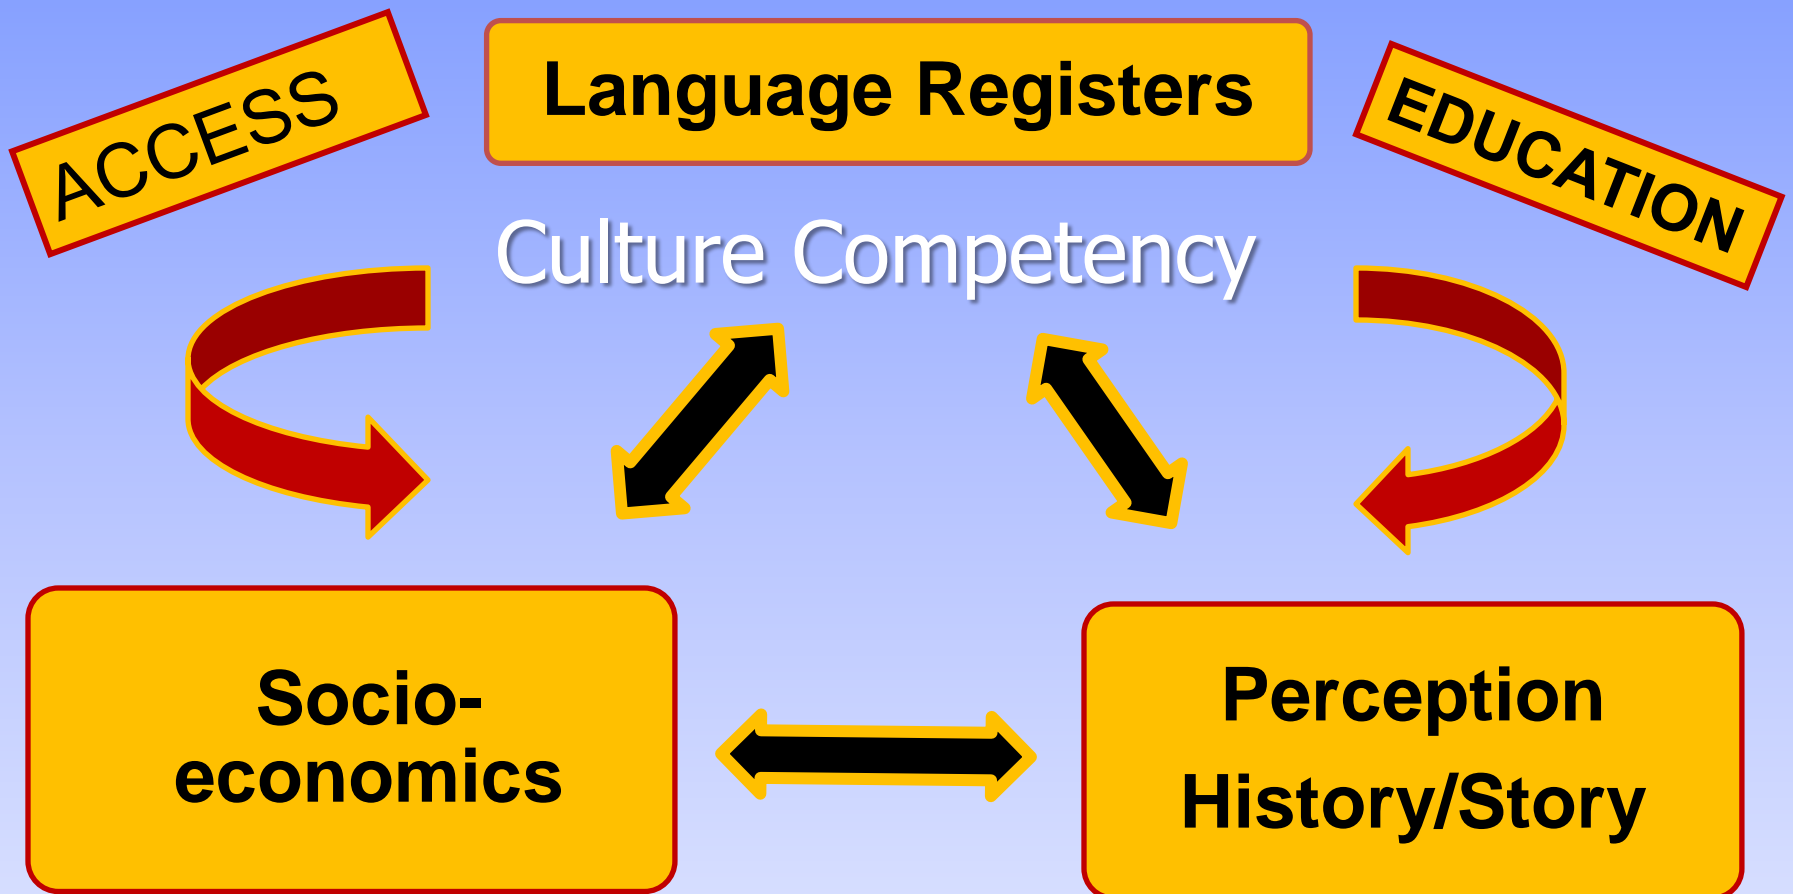 ACCESS
Language Registers
EDUCATION
Culture Competency
Socio-
economics
Perception
History/Story